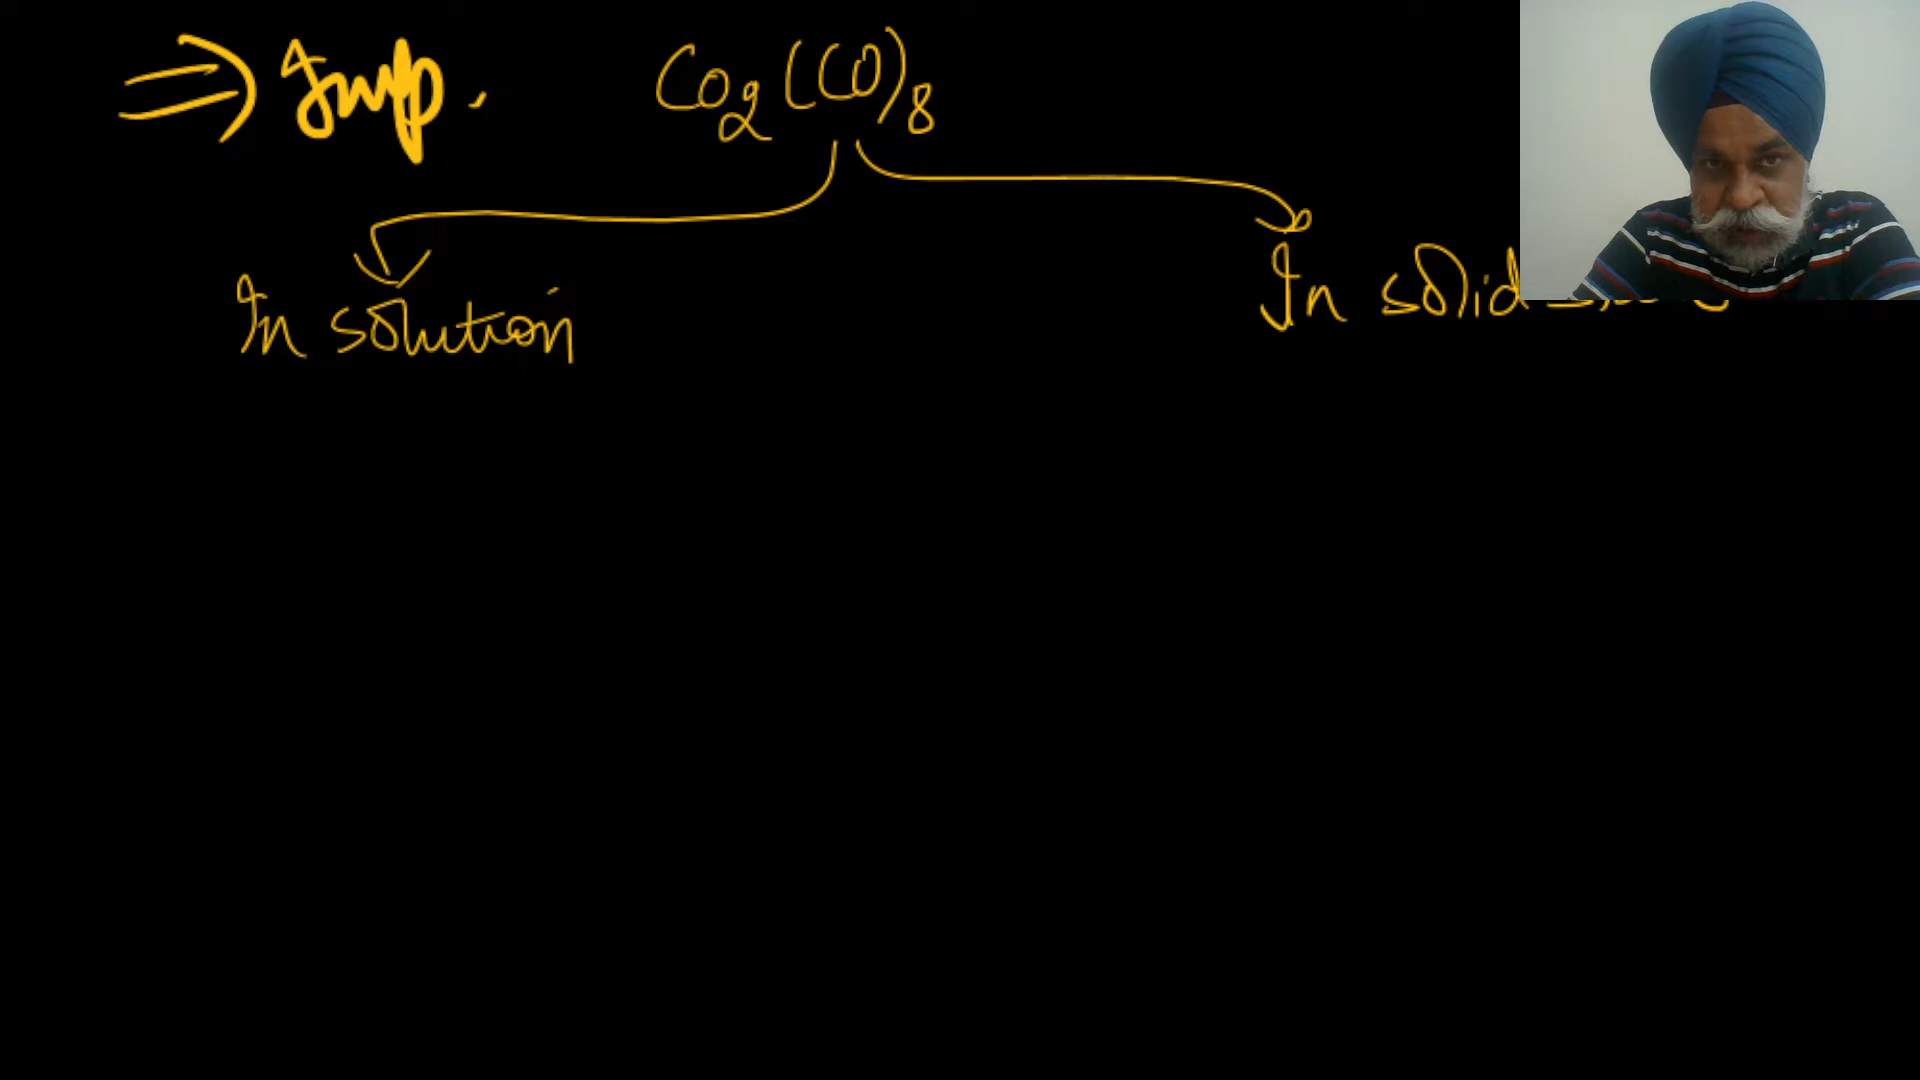 ⇒ Imp. Co₂(CO)₈
In solution
In solid